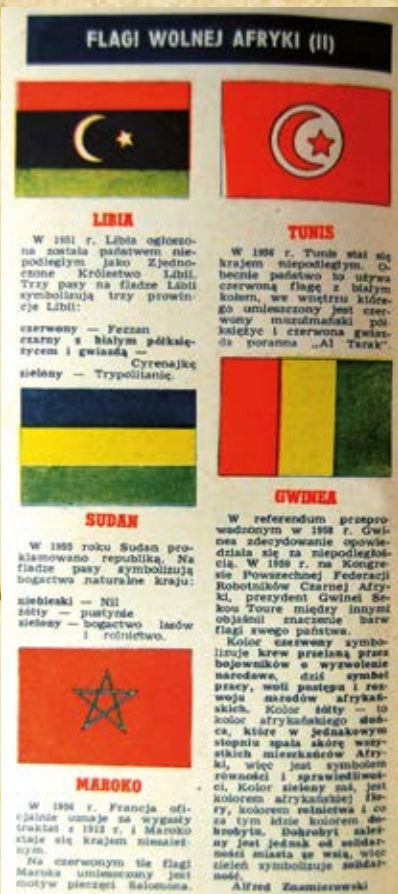 FLAGI WOLNEJ AFRYKI (II)
LIBIA
W 1951 r. Libia ogłoszo-
na została państwem nie-
podległym jako Zjedno-
czone Królestwo Libii.
Trzy pasy na fladze Libii
symbolizują trzy prowin-
cje Libii:
czerwony — Fezzan
czarny z białym półksię-
życem i gwiazdą —
Cyrenajkę
zielony — Trypolitanię.
SUDAN
W 1955 roku Sudan pro-
klamowano republiką. Na
fladze pasy symbolizują
bogactwa naturalne kraju:
niebieski — Nil
żółty — pustynie
zielony — bogactwo lasów
i rolnictwo.
MAROKO
W 1956 r. Francja ofi-
cjalnie uznaje za wygasły
traktat z 1912 r. i Maroko
staje się krajem niezależ-
nym.
Na czerwonym tle flagi
Maroka umieszczony jest
motyw pieczęci Salomona.
TUNIS
W 1956 r. Tunis stał się
krajem niepodległym. O-
becnie państwo to używa
czerwoną flagę z białym
kołem, we wnętrzu które-
go umieszczony jest czer-
wony muzułmański pół-
księżyc i czerwona gwiaz-
da poranna „Al Tarak".
GWINEA
W referendum przepro-
wadzonym w 1958 r. Gwi-
nea zdecydowanie opowie-
działa się za niepodległoś-
cią. W 1959 r. na Kongre-
sie Powszechnej Federacji
Robotników Czarnej Afry-
ki, prezydent Gwinei Se-
kou Toure między innymi
objaśnił znaczenie barw
flagi swego państwa.
Kolor czerwony symbo-
lizuje krew przelaną przez
bojowników o wyzwolenie
narodowe, dziś symbol
pracy, woli postępu i roz-
woju narodów afrykań-
skich. Kolor żółty — to
kolor afrykańskiego słoń-
ca, które w jednakowym
stopniu spala skórę wszy-
stkich mieszkańców Afry-
ki, więc jest symbolem
równości i sprawiedliwoś-
ci. Kolor zielony zaś, jest
kolorem afrykańskiej flo-
ry, kolorem rolnictwa i co
za tym idzie kolorem do-
brobytu. Dobrobyt zależ-
ny jest jednak od solidar-
ności miasta ze wsią, więc
zieleń symbolizuje solidar-
ność.
Alfred Znamierowski